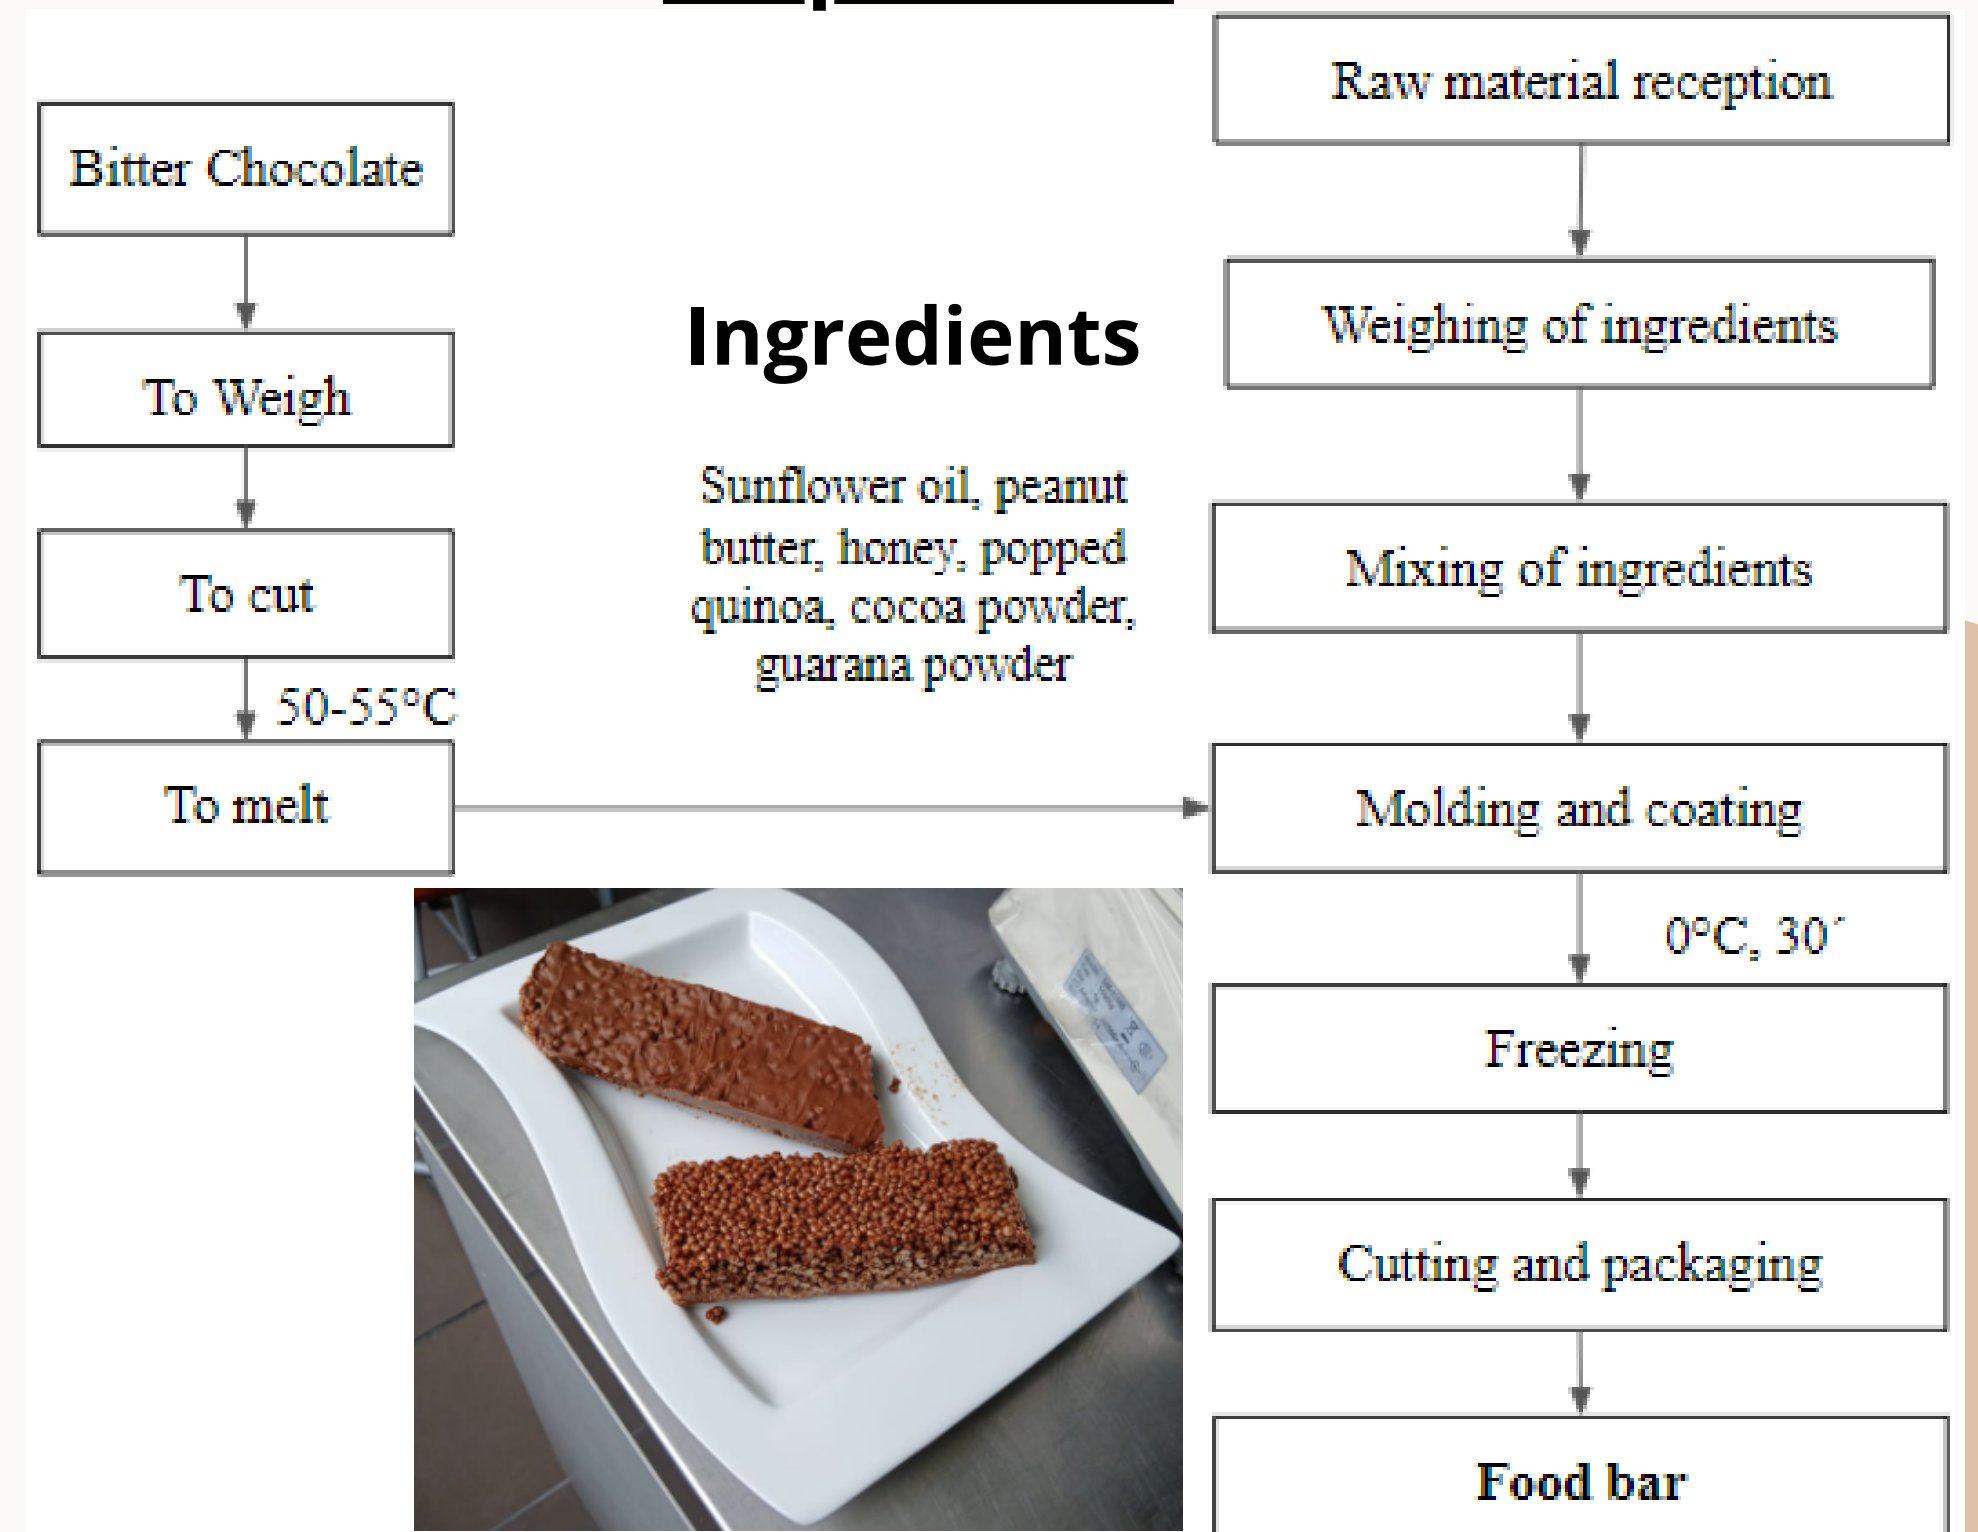 Bitter Chocolate
To Weigh
To cut
50-55°C
To melt
Ingredients
Sunflower oil, peanut
butter, honey, popped
quinoa, cocoa powder,
guarana powder
Raw material reception
Weighing of ingredients
Mixing of ingredients
Molding and coating
0°C, 30´
Freezing
Cutting and packaging
Food bar